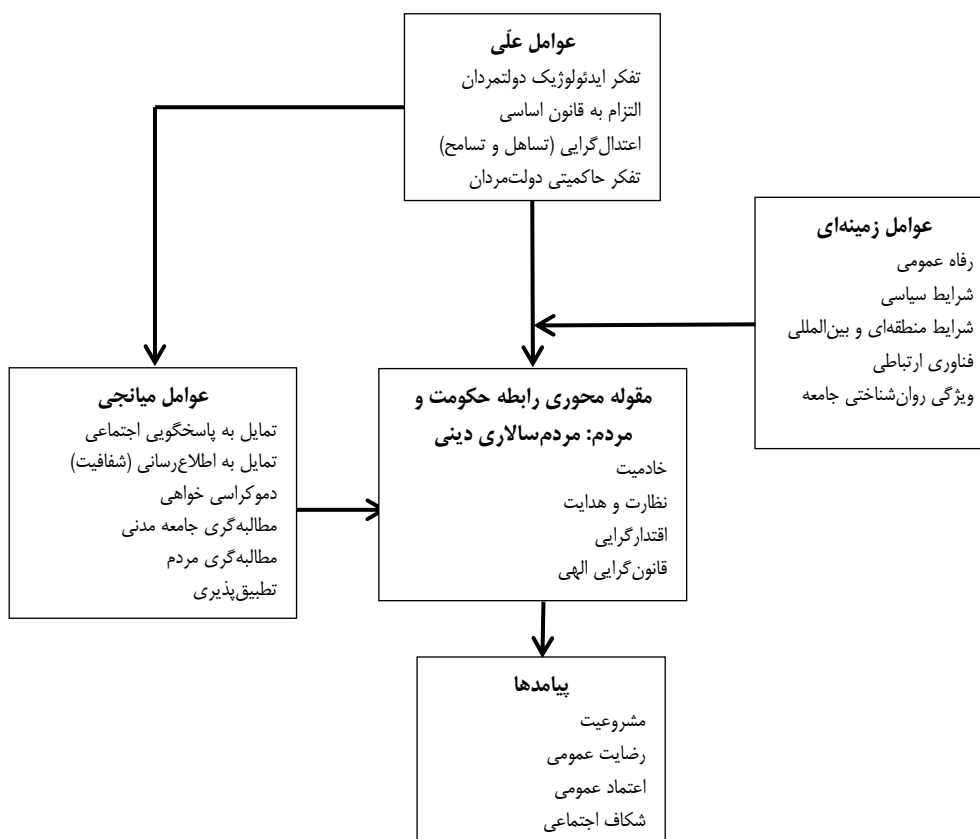 عوامل علّی
تفکر ایدئولوژیک دولتمردان
التزام به قانون اساسی
اعتدال‌گرایی (تساهل و تسامح)
تفکر حاکمیتی دولت‌مردان
عوامل زمینه‌ای
رفاه عمومی
شرایط سیاسی
شرایط منطقه‌ای و بین‌المللی
فناوری ارتباطی
ویژگی روان‌شناختی جامعه
مقوله محوری رابطه حکومت و
مردم: مردم‌سالاری دینی
خادمیت
نظارت و هدایت
اقتدارگرایی
قانون‌گرایی الهی
عوامل میانجی
تمایل به پاسخگویی اجتماعی
تمایل به اطلاع‌رسانی (شفافیت)
دموکراسی خواهی
مطالبه‌گری جامعه مدنی
مطالبه‌گری مردم
تطبیق‌پذیری
پیامدها
مشروعیت
رضایت عمومی
اعتماد عمومی
شکاف اجتماعی